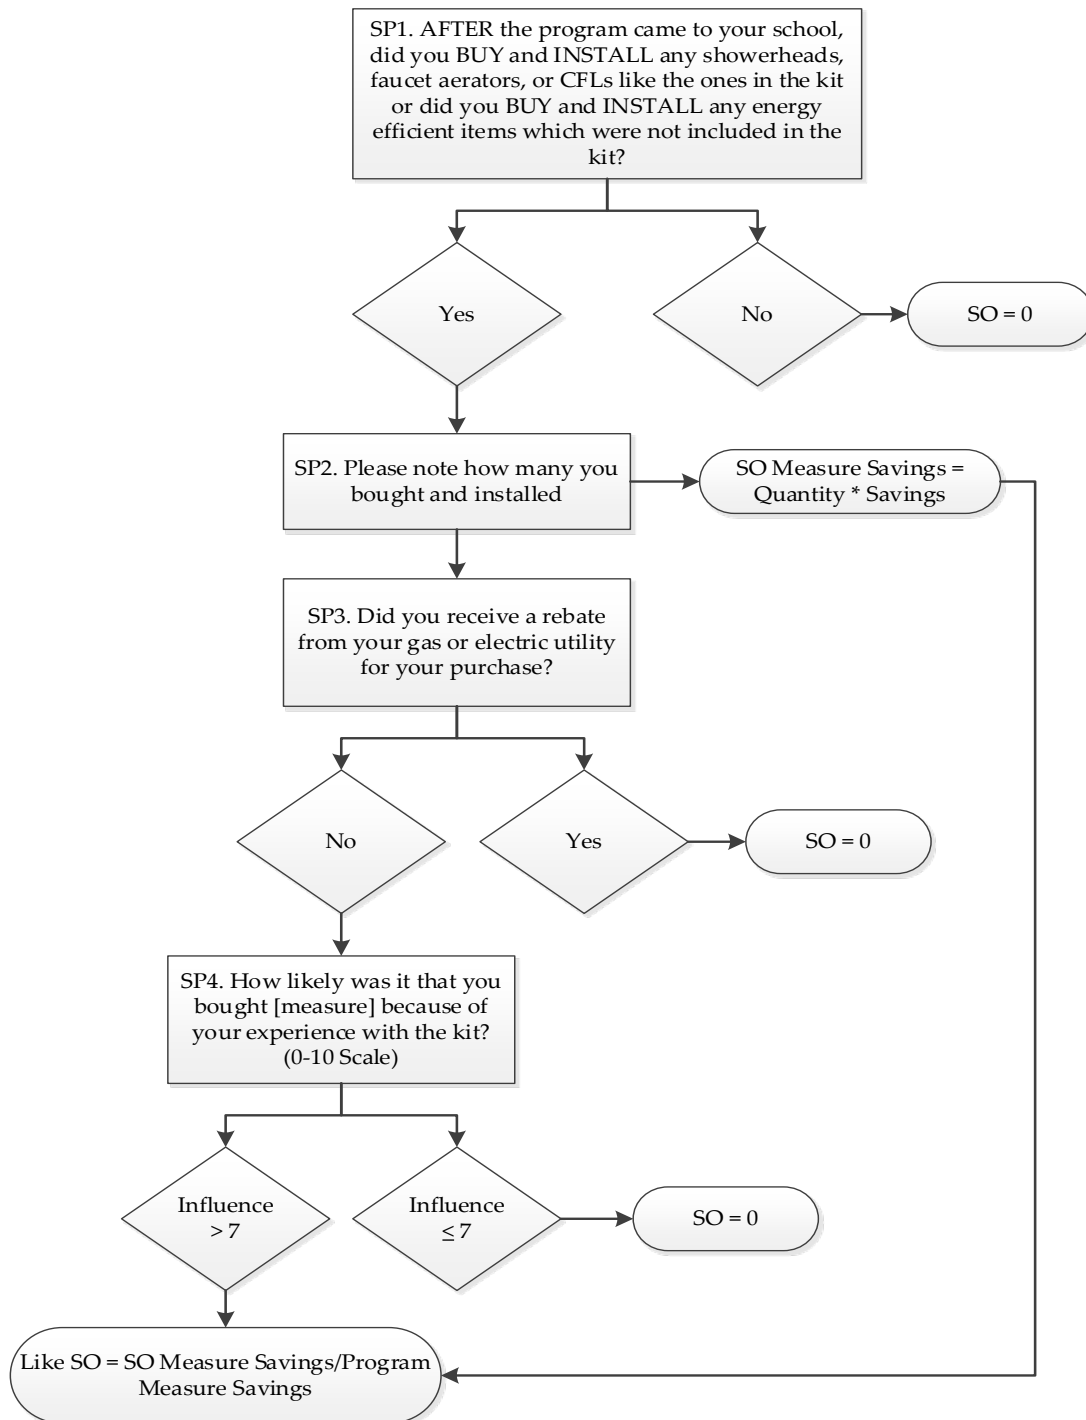 SP1. AFTER the program came to your school,
did you BUY and INSTALL any showerheads,
faucet aerators, or CFLs like the ones in the kit
or did you BUY and INSTALL any energy
efficient items which were not included in the
kit?
Yes
No
SO = 0
SP2. Please note how many you
bought and installed
SO Measure Savings =
Quantity * Savings
SP3. Did you receive a rebate
from your gas or electric utility
for your purchase?
No
Yes
SO = 0
SP4. How likely was it that you
bought [measure] because of
your experience with the kit?
(0-10 Scale)
Influence
> 7
Influence
≤ 7
SO = 0
Like SO = SO Measure Savings/Program
Measure Savings